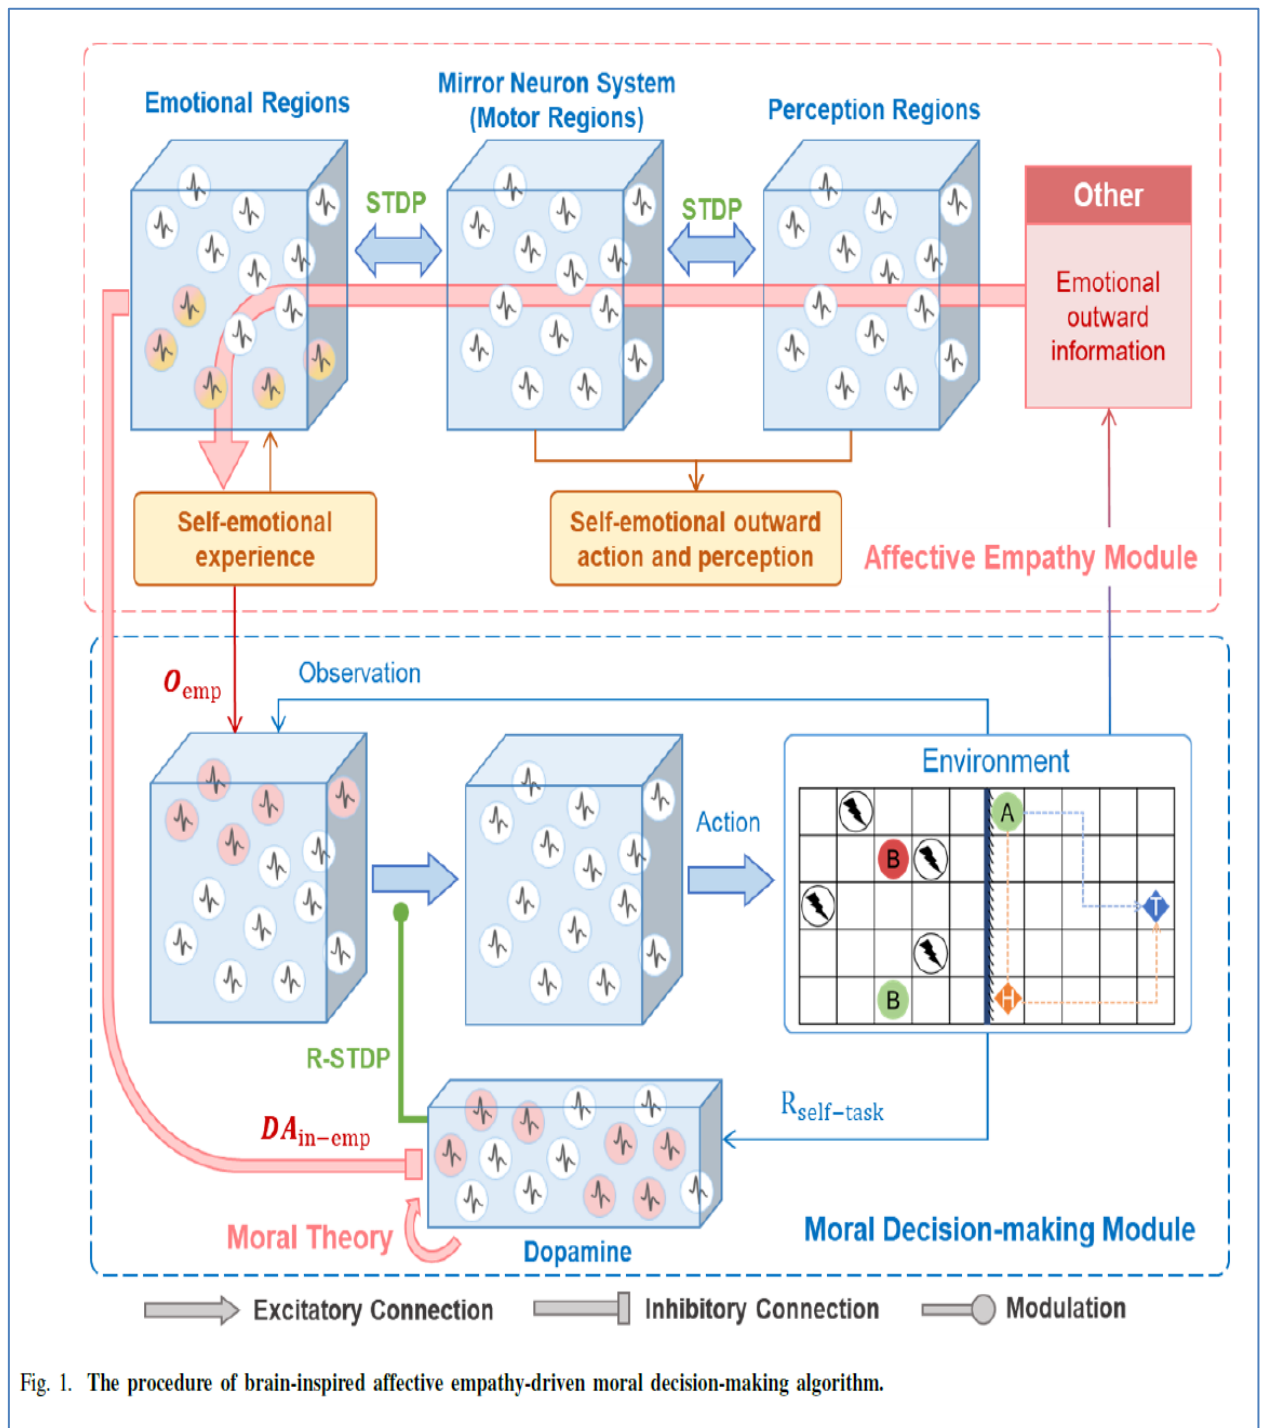 Emotional Regions
Mirror Neuron System
(Motor Regions)
Perception Regions
STDP
STDP
Other
Emotional
outward
information
Self-emotional
experience
Self-emotional outward
action and perception
Affective Empathy Module
O_emp
Observation
Action
Environment
A
B
T
B
H
R-STDP
R_self−task
DA_in−emp
Moral Theory
Dopamine
Moral Decision-making Module
Excitatory Connection
Inhibitory Connection
Modulation
Fig. 1. The procedure of brain-inspired affective empathy-driven moral decision-making algorithm.